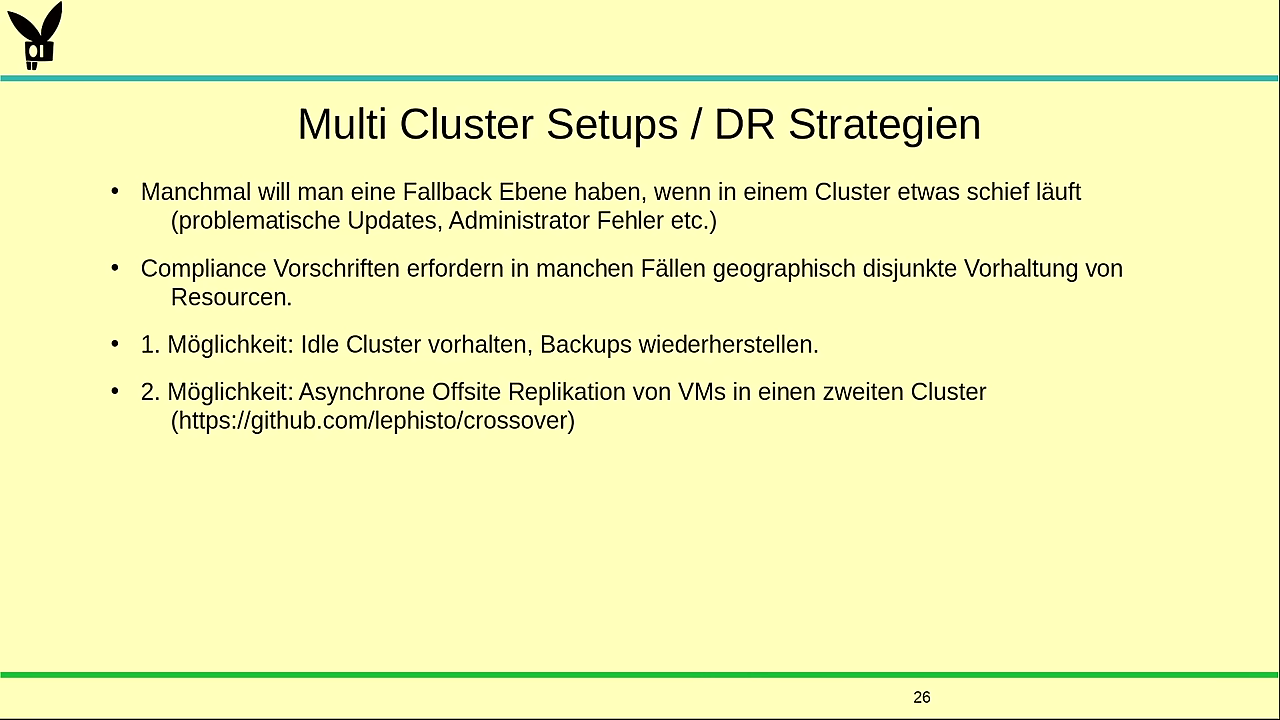 Multi Cluster Setups / DR Strategien
• Manchmal will man eine Fallback Ebene haben, wenn in einem Cluster etwas schief läuft
(problematische Updates, Administrator Fehler etc.)
• Compliance Vorschriften erfordern in manchen Fällen geographisch disjunkte Vorhaltung von
Resourcen.
• 1. Möglichkeit: Idle Cluster vorhalten, Backups wiederherstellen.
• 2. Möglichkeit: Asynchrone Offsite Replikation von VMs in einen zweiten Cluster
(https://github.com/lephisto/crossover)
26